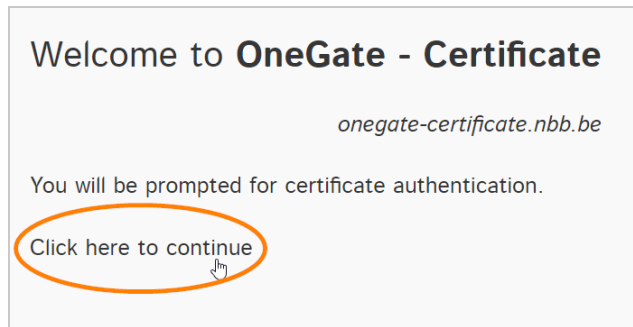 Welcome to OneGate - Certificate
onegate-certificate.nbb.be
You will be prompted for certificate authentication.
Click here to continue